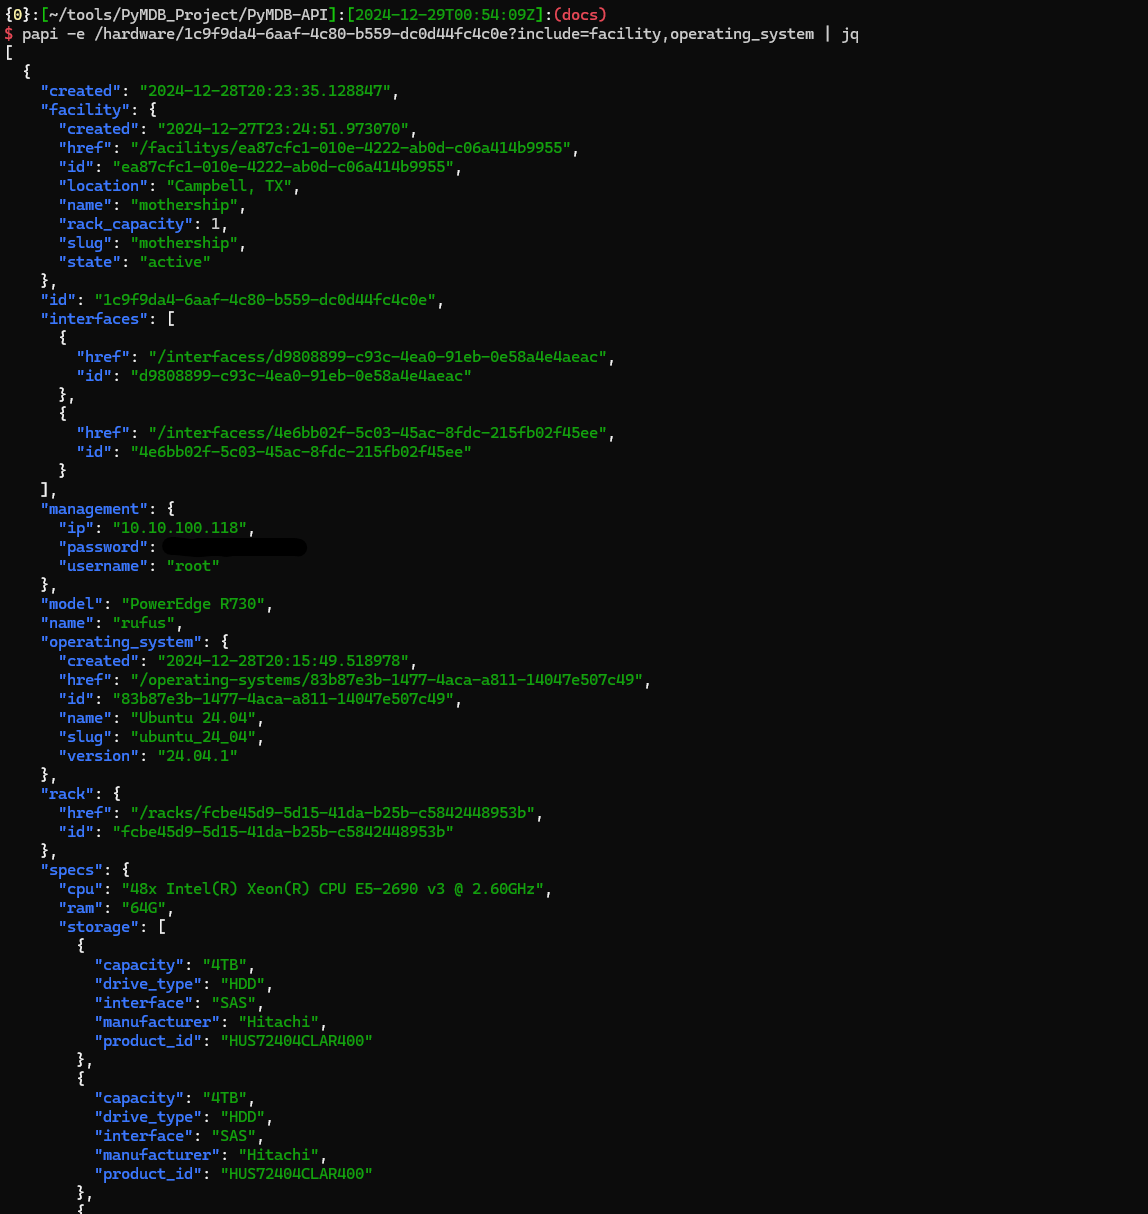 {0}:[~/tools/PyMDB_Project/PyMDB-API]:[2024-12-29T00:54:09Z]:(docs)
$ papi -e /hardware/1c9f9da4-6aaf-4c80-b559-dc0d44fc4c0e?include=facility,operating_system | jq
[
  {
    "created": "2024-12-28T20:23:35.128847",
    "facility": {
      "created": "2024-12-27T23:24:51.973070",
      "href": "/facilitys/ea87cfc1-010e-4222-ab0d-c06a414b9955",
      "id": "ea87cfc1-010e-4222-ab0d-c06a414b9955",
      "location": "Campbell, TX",
      "name": "mothership",
      "rack_capacity": 1,
      "slug": "mothership",
      "state": "active"
    },
    "id": "1c9f9da4-6aaf-4c80-b559-dc0d44fc4c0e",
    "interfaces": [
      {
        "href": "/interfacess/d9808899-c93c-4ea0-91eb-0e58a4e4aeac",
        "id": "d9808899-c93c-4ea0-91eb-0e58a4e4aeac"
      },
      {
        "href": "/interfacess/4e6bb02f-5c03-45ac-8fdc-215fb02f45ee",
        "id": "4e6bb02f-5c03-45ac-8fdc-215fb02f45ee"
      }
    ],
    "management": {
      "ip": "10.10.100.118",
      "password":
      "username": "root"
    },
    "model": "PowerEdge R730",
    "name": "rufus",
    "operating_system": {
      "created": "2024-12-28T20:15:49.518978",
      "href": "/operating-systems/83b87e3b-1477-4aca-a811-14047e507c49",
      "id": "83b87e3b-1477-4aca-a811-14047e507c49",
      "name": "Ubuntu 24.04",
      "slug": "ubuntu_24_04",
      "version": "24.04.1"
    },
    "rack": {
      "href": "/racks/fcbe45d9-5d15-41da-b25b-c5842448953b",
      "id": "fcbe45d9-5d15-41da-b25b-c5842448953b"
    },
    "specs": {
      "cpu": "48x Intel(R) Xeon(R) CPU E5-2690 v3 @ 2.60GHz",
      "ram": "64G",
      "storage": [
        {
          "capacity": "4TB",
          "drive_type": "HDD",
          "interface": "SAS",
          "manufacturer": "Hitachi",
          "product_id": "HUS72404CLAR400"
        },
        {
          "capacity": "4TB",
          "drive_type": "HDD",
          "interface": "SAS",
          "manufacturer": "Hitachi",
          "product_id": "HUS72404CLAR400"
        },
        {